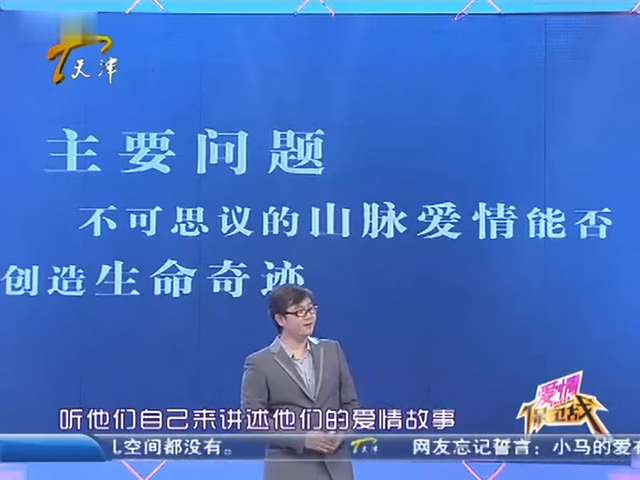 天津
主要问题
不可思议的山脉爱情能否
创造生命奇迹
爱情
保卫战
听他们自己来讲述他们的爱情故事
空间都没有。 天津 网友忘记誓言：小马的爱